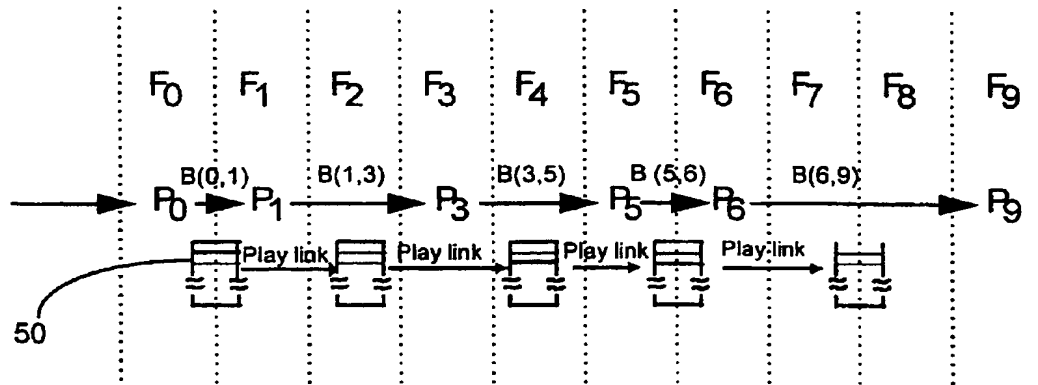 F0 F1 F2 F3 F4 F5 F6 F7 F8 F9
B(0,1) B(1,3) B(3,5) B (5,6) B(6,9)
P0 P1 P3 P5 P6 P9
Play link Play link Play link Play link
50